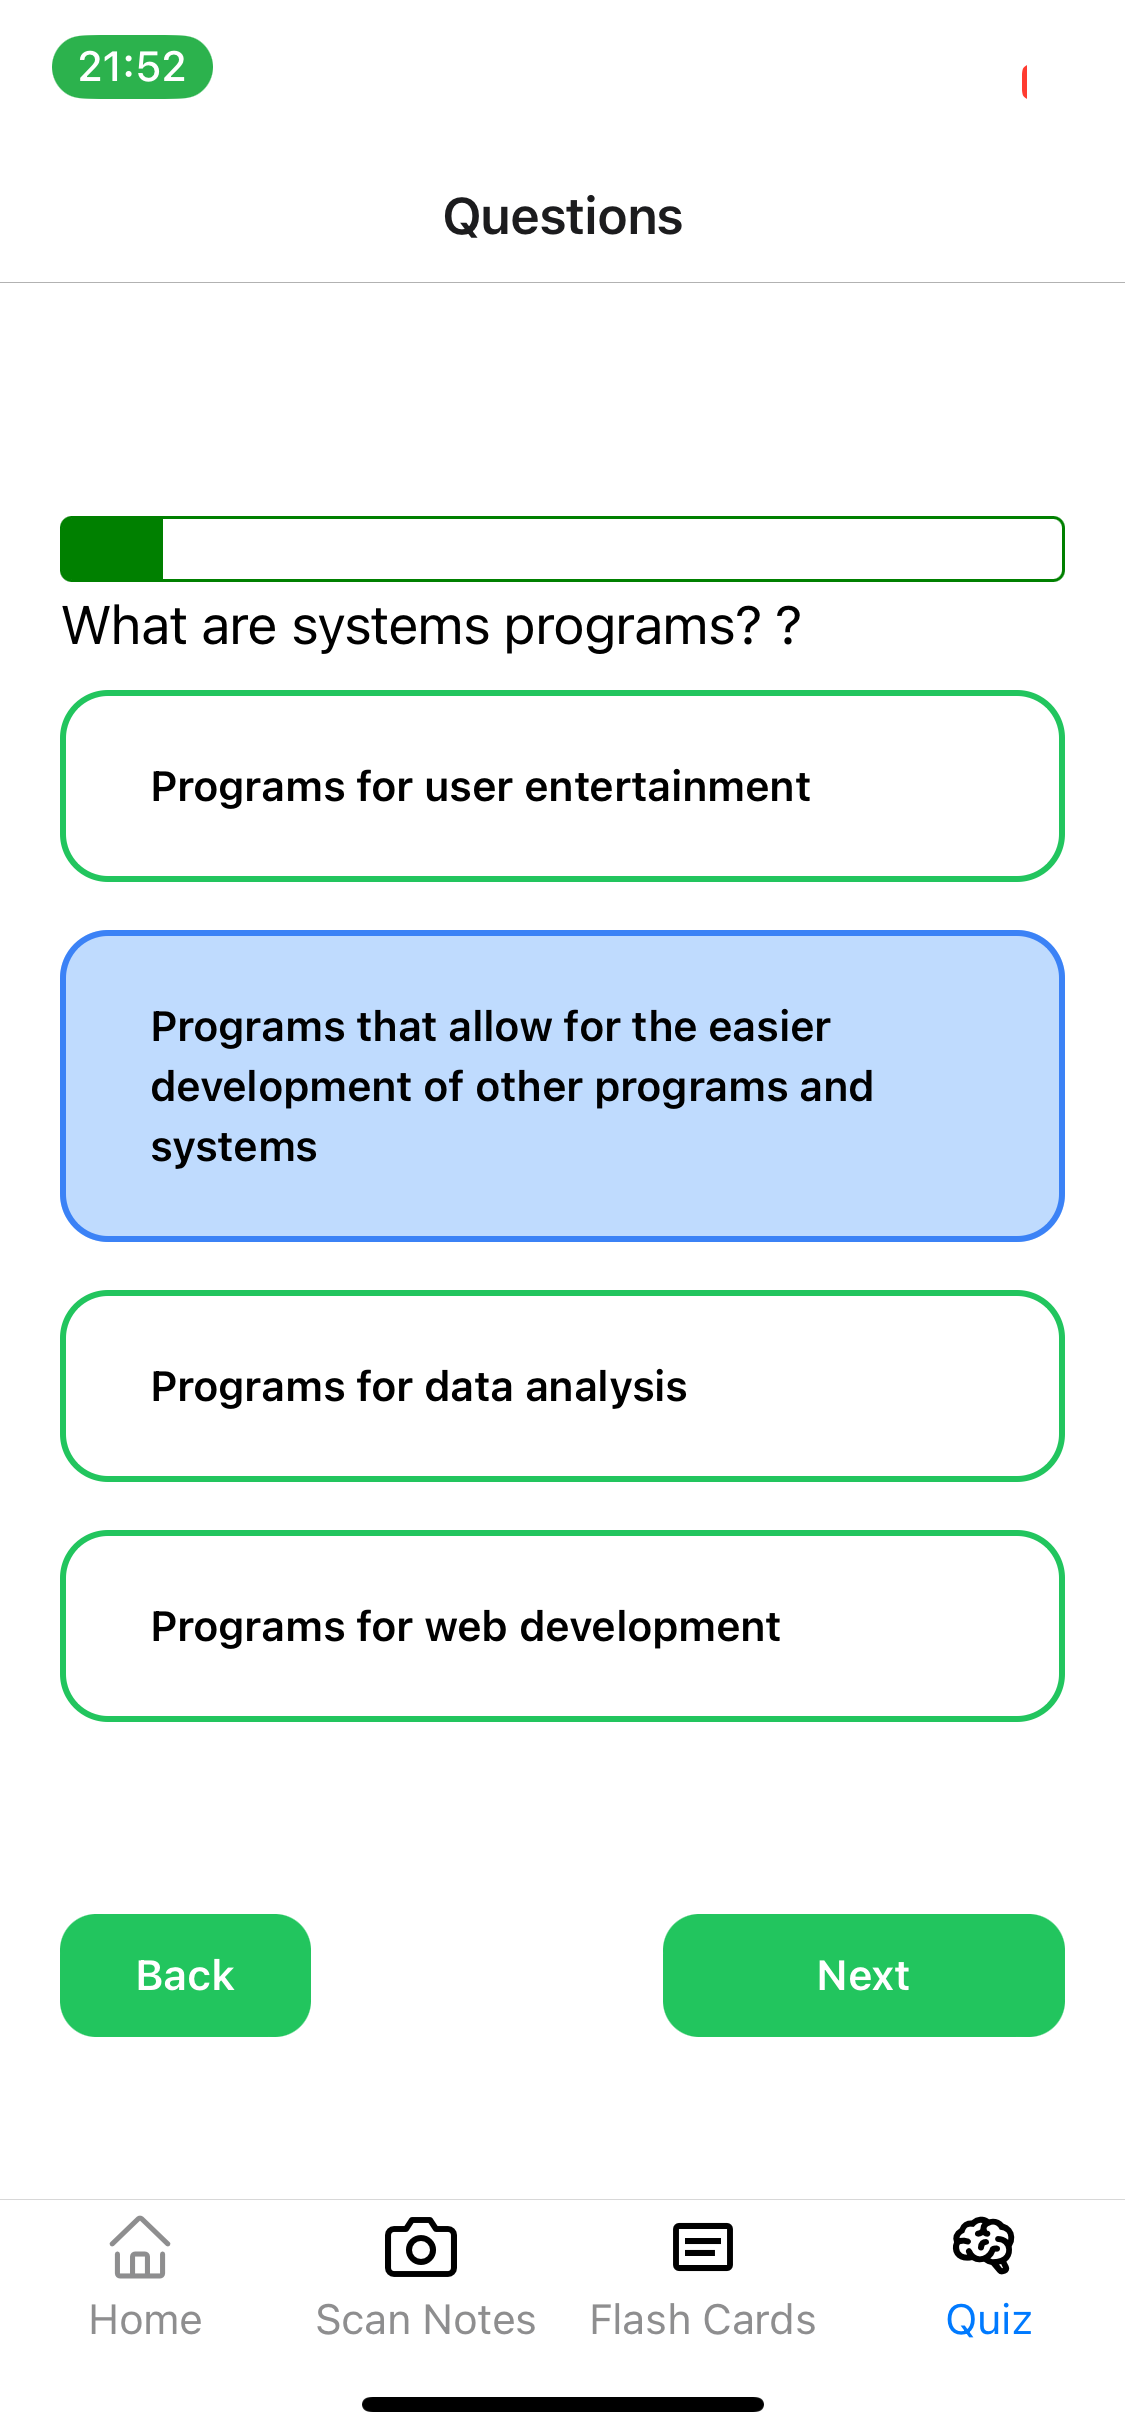 21:52
Questions
What are systems programs? ?
Programs for user entertainment
Programs that allow for the easier
development of other programs and
systems
Programs for data analysis
Programs for web development
Back
Next
Home
Scan Notes
Flash Cards
Quiz